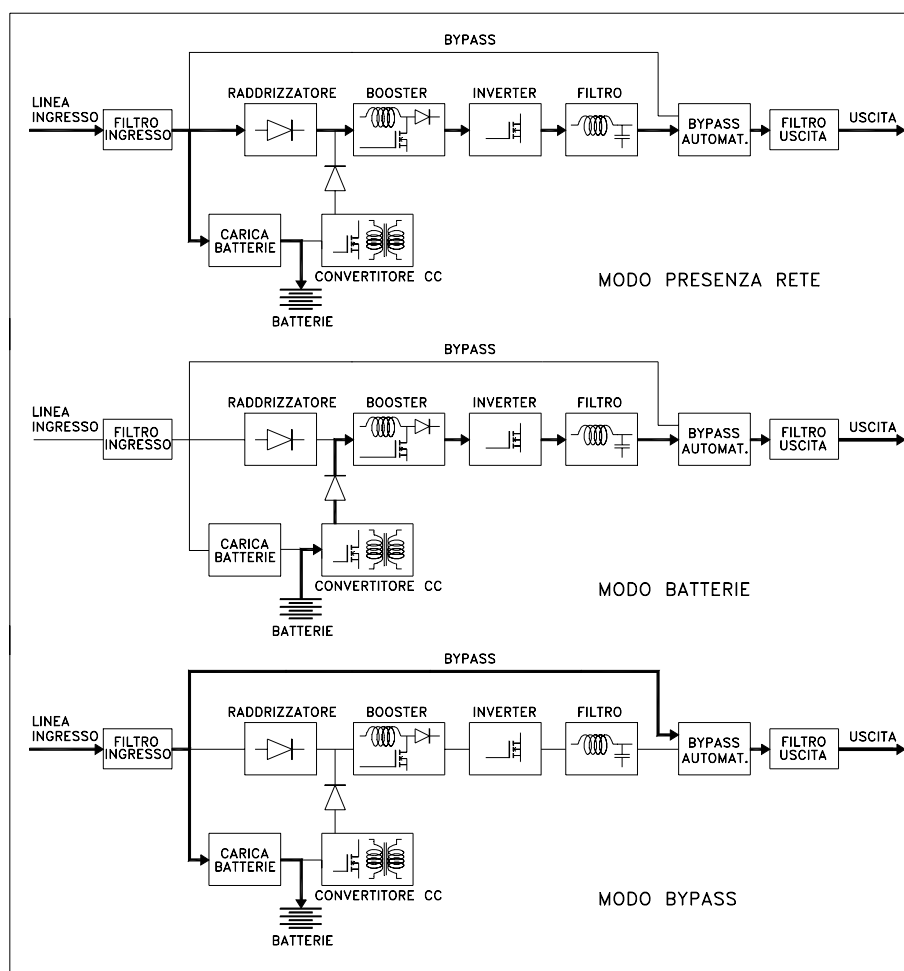 BYPASS
LINEA
INGRESSO
FILTRO
INGRESSO
RADDRIZZATORE
BOOSTER
INVERTER
FILTRO
BYPASS
AUTOMAT.
FILTRO
USCITA
USCITA
CARICA
BATTERIE
CONVERTITORE CC
BATTERIE
MODO PRESENZA RETE
BYPASS
LINEA
INGRESSO
FILTRO
INGRESSO
RADDRIZZATORE
BOOSTER
INVERTER
FILTRO
BYPASS
AUTOMAT.
FILTRO
USCITA
USCITA
CARICA
BATTERIE
CONVERTITORE CC
BATTERIE
MODO BATTERIE
BYPASS
LINEA
INGRESSO
FILTRO
INGRESSO
RADDRIZZATORE
BOOSTER
INVERTER
FILTRO
BYPASS
AUTOMAT.
FILTRO
USCITA
USCITA
CARICA
BATTERIE
CONVERTITORE CC
BATTERIE
MODO BYPASS